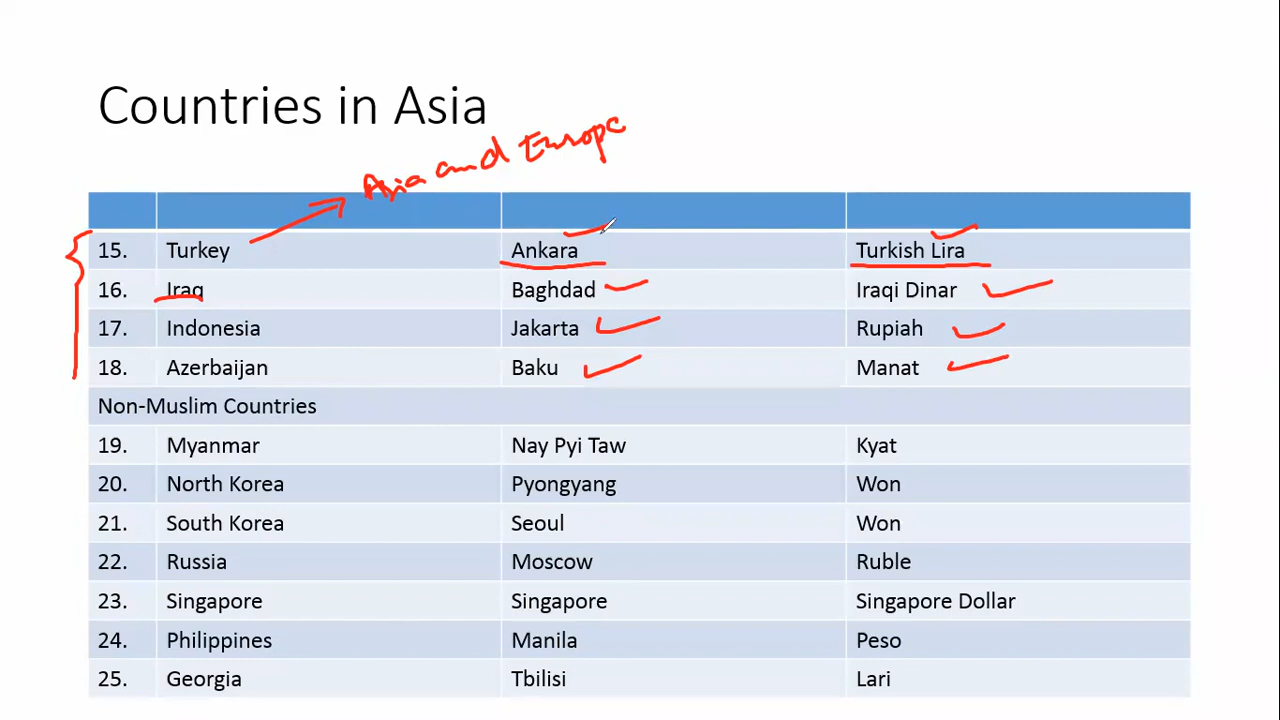 Countries in Asia
Asia and Europe
15. Turkey Ankara Turkish Lira
16. Iraq Baghdad Iraqi Dinar
17. Indonesia Jakarta Rupiah
18. Azerbaijan Baku Manat
Non-Muslim Countries
19. Myanmar Nay Pyi Taw Kyat
20. North Korea Pyongyang Won
21. South Korea Seoul Won
22. Russia Moscow Ruble
23. Singapore Singapore Singapore Dollar
24. Philippines Manila Peso
25. Georgia Tbilisi Lari